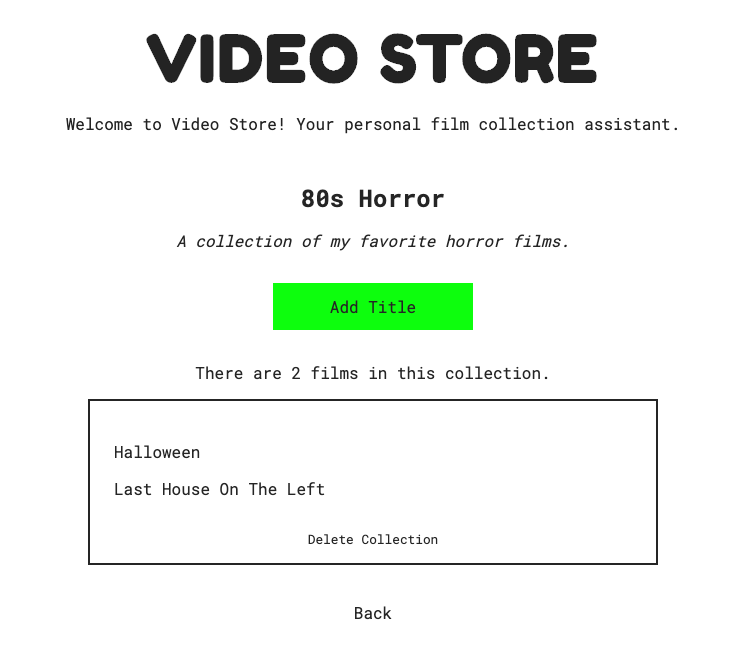 VIDEO STORE
Welcome to Video Store! Your personal film collection assistant.
80s Horror
A collection of my favorite horror films.
Add Title
There are 2 films in this collection.
Halloween
Last House On The Left
Delete Collection
Back